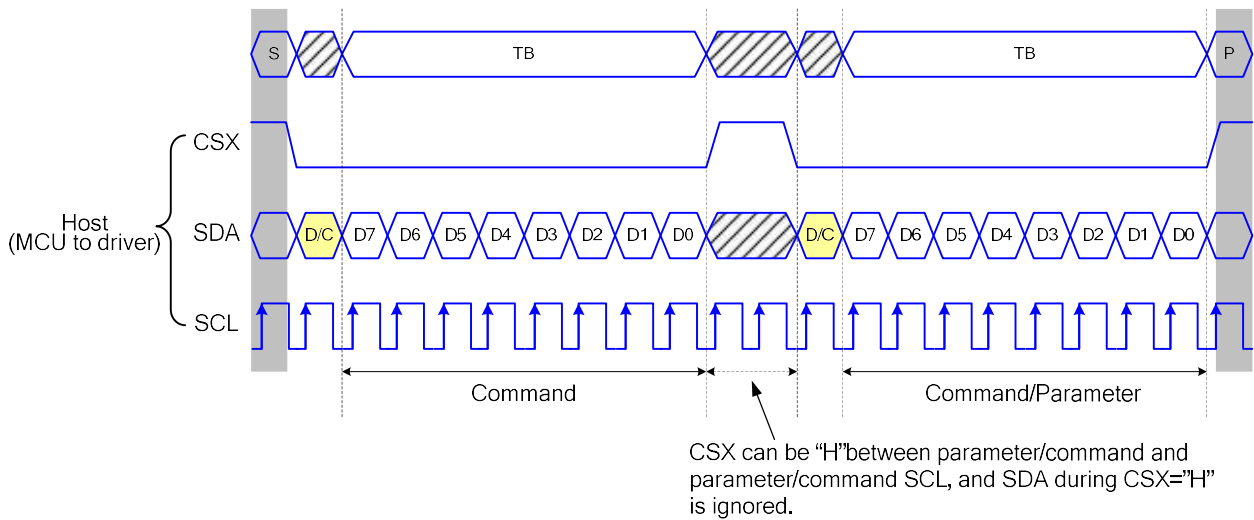 S TB TB P
CSX
Host
(MCU to driver)
SDA D/C D7 D6 D5 D4 D3 D2 D1 D0 D/C D7 D6 D5 D4 D3 D2 D1 D0
SCL
Command Command/Parameter
CSX can be “H”between parameter/command and
parameter/command SCL, and SDA during CSX=”H”
is ignored.